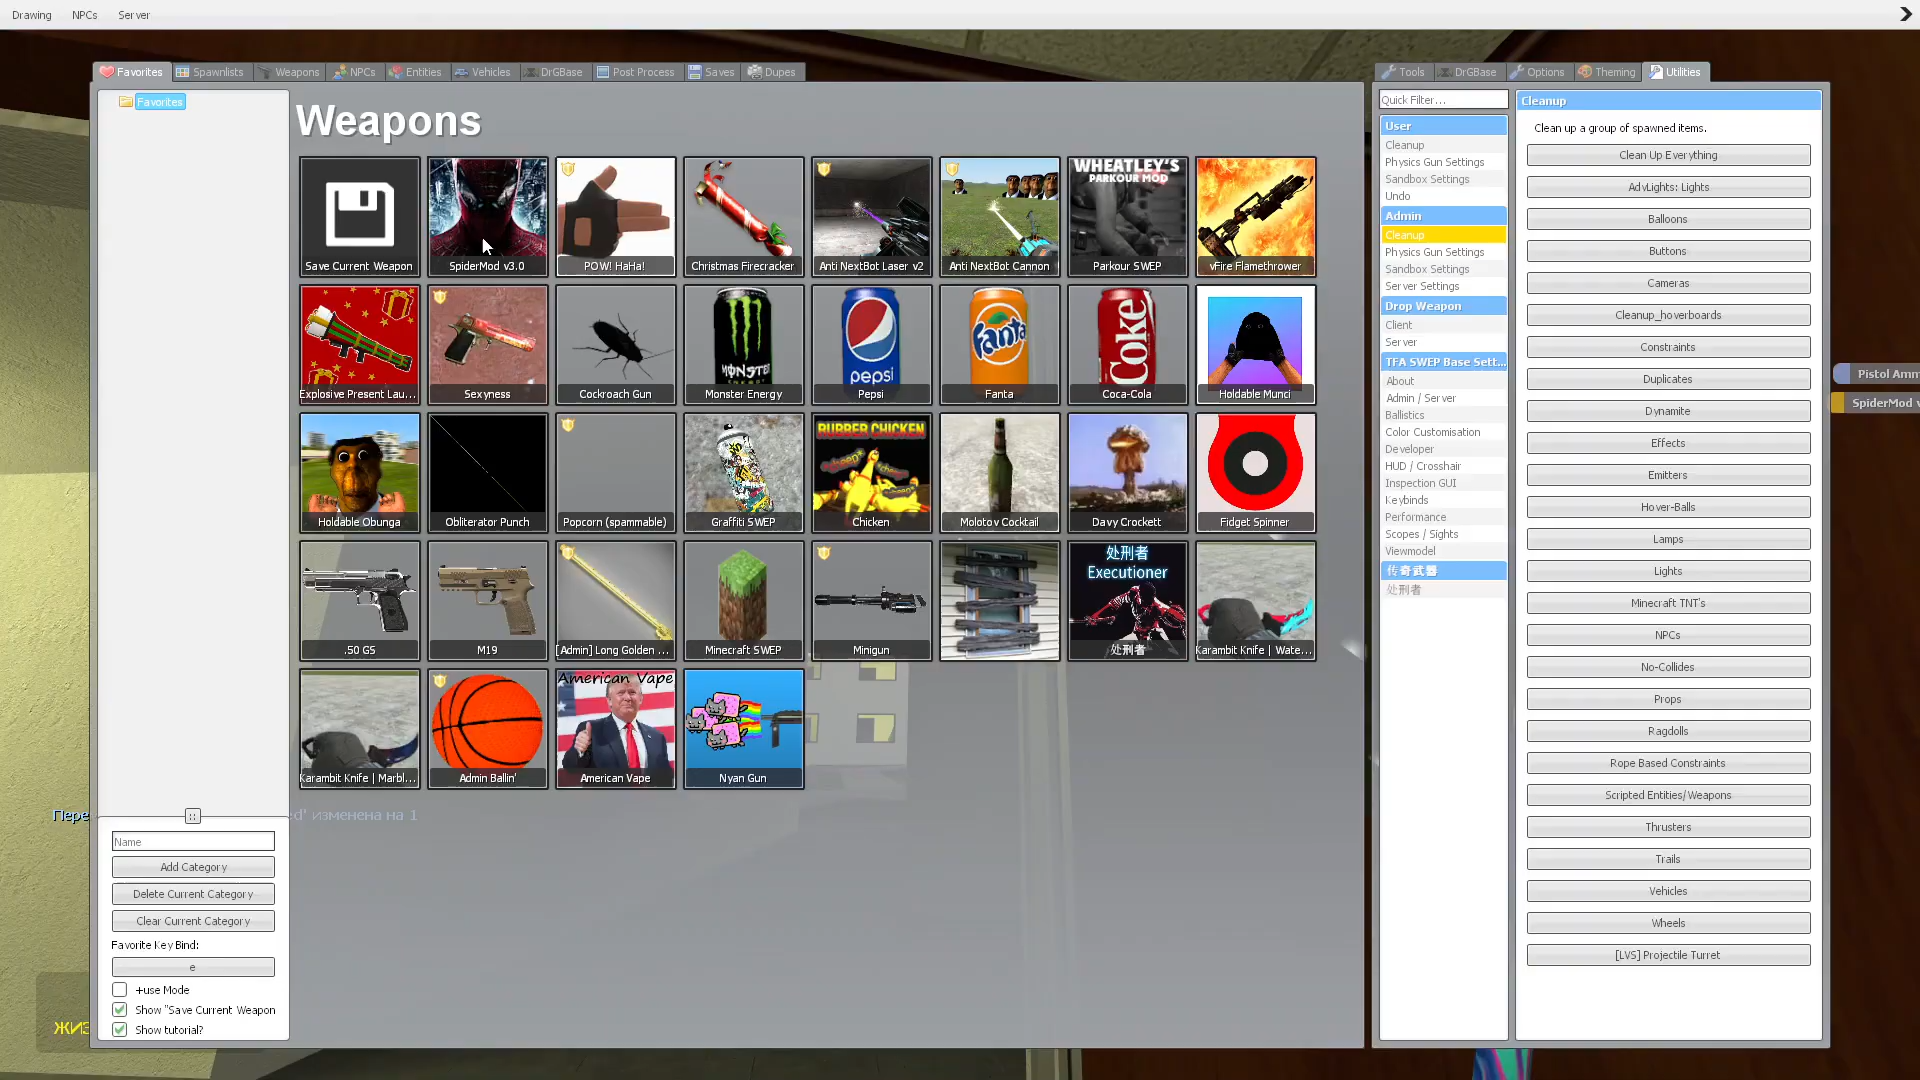 Drawing NPCs Server
Favorites Spawnlists Weapons NPCs Entities Vehicles DrGBase Post Process Saves Dupes
Favorites
Weapons
Save Current Weapon
SpiderMod v3.0
POW! HaHa!
Christmas Firecracker
Anti NextBot Laser v2
Anti NextBot Cannon
WHEATLEY'S
PARKOUR MOD
Parkour SWEP
vFire Flamethrower
Explosive Present Lau...
Sexyness
Cockroach Gun
MONSTER
ENERGY
Monster Energy
pepsi
Pepsi
Fanta
Fanta
Coke
Coca-Cola
Holdable Munci
Holdable Obunga
Obliterator Punch
Popcorn (spammable)
Graffiti SWEP
RUBBER CHICKEN
Chicken
Molotov Cocktail
Davy Crockett
Fidget Spinner
.50 GS
M19
[Admin] Long Golden ...
Minecraft SWEP
Minigun
处刑者
Executioner
处刑者
Karambit Knife | Wate...
Karambit Knife | Marbl...
Admin Ballin'
American Vape
American Vape
Nyan Gun
Пере
d' изменена на 1
Name
Add Category
Delete Current Category
Clear Current Category
Favorite Key Bind:
e
+use Mode
Show "Save Current Weapon
Show tutorial?
ЖИЗ
Tools DrGBase Options Theming Utilities
Quick Filter...
User
Cleanup
Physics Gun Settings
Sandbox Settings
Undo
Admin
Cleanup
Physics Gun Settings
Sandbox Settings
Server Settings
Drop Weapon
Client
Server
TFA SWEP Base Sett...
About
Admin / Server
Ballistics
Color Customisation
Developer
HUD / Crosshair
Inspection GUI
Keybinds
Performance
Scopes / Sights
Viewmodel
传奇武器
处刑者
Cleanup
Clean up a group of spawned items.
Clean Up Everything
AdvLights: Lights
Balloons
Buttons
Cameras
Cleanup_hoverboards
Constraints
Duplicates
Dynamite
Effects
Emitters
Hover-Balls
Lamps
Lights
Minecraft TNT's
NPCs
No-Collides
Props
Ragdolls
Rope Based Constraints
Scripted Entities/Weapons
Thrusters
Trails
Vehicles
Wheels
[LVS] Projectile Turret
Pistol Amm
SpiderMod v